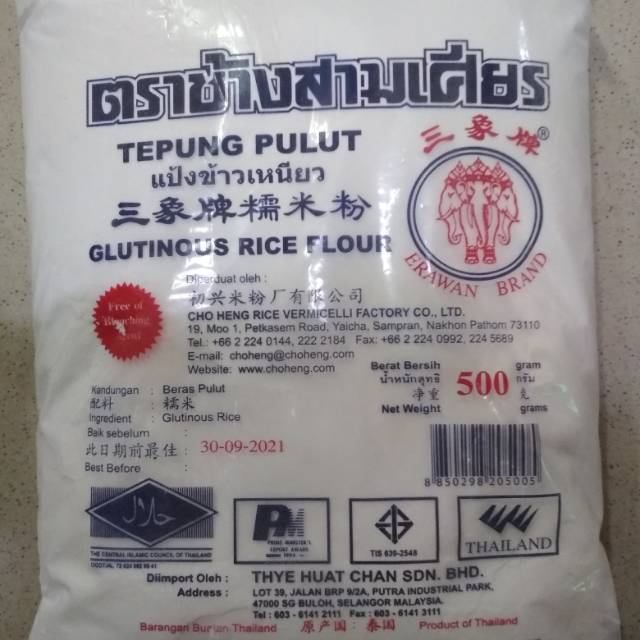 ตราช้างสามเศียร
TEPUNG PULUT
แป้งข้าวเหนียว
三象牌糯米粉
GLUTINOUS RICE FLOUR
三象牌®
ERAWAN BRAND
Free of
Bleaching
Agent
Diperbuat oleh :
初兴米粉厂有限公司
CHO HENG RICE VERMICELLI FACTORY CO., LTD.
19, Moo 1, Petkasem Road, Yaicha, Sampran, Nakhon Pathom 73110
Tel.: +66 2 224 0144, 222 2184 Fax: +66 2 224 0992, 224 5689
E-mail: choheng@choheng.com
Website: www.choheng.com
Kandungan : Beras Pulut
配料 : 糯米
Ingredient : Glutinous Rice
Baik sebelum :
此日期前最佳 : 30-09-2021
Best Before :
Berat Bersih gram
น้ำหนักสุทธิ 500 กรัม
净重 克
Net Weight grams
8 850298 205005
حلال
THE CENTRAL ISLAMIC COUNCIL OF THAILAND
PM
PRIME MINISTER'S
EXPORT AWARD
TIS 639-2548
THAILAND
Diimport Oleh : THYE HUAT CHAN SDN. BHD.
Address : LOT 39, JALAN BRP 9/2A, PUTRA INDUSTRIAL PARK,
47000 SG BULOH, SELANGOR MALAYSIA.
Tel : 603 - 6141 2111 Fax : 603 - 6141 3111
Barangan Buatan Thailand 原产国 : 泰国 Product of Thailand